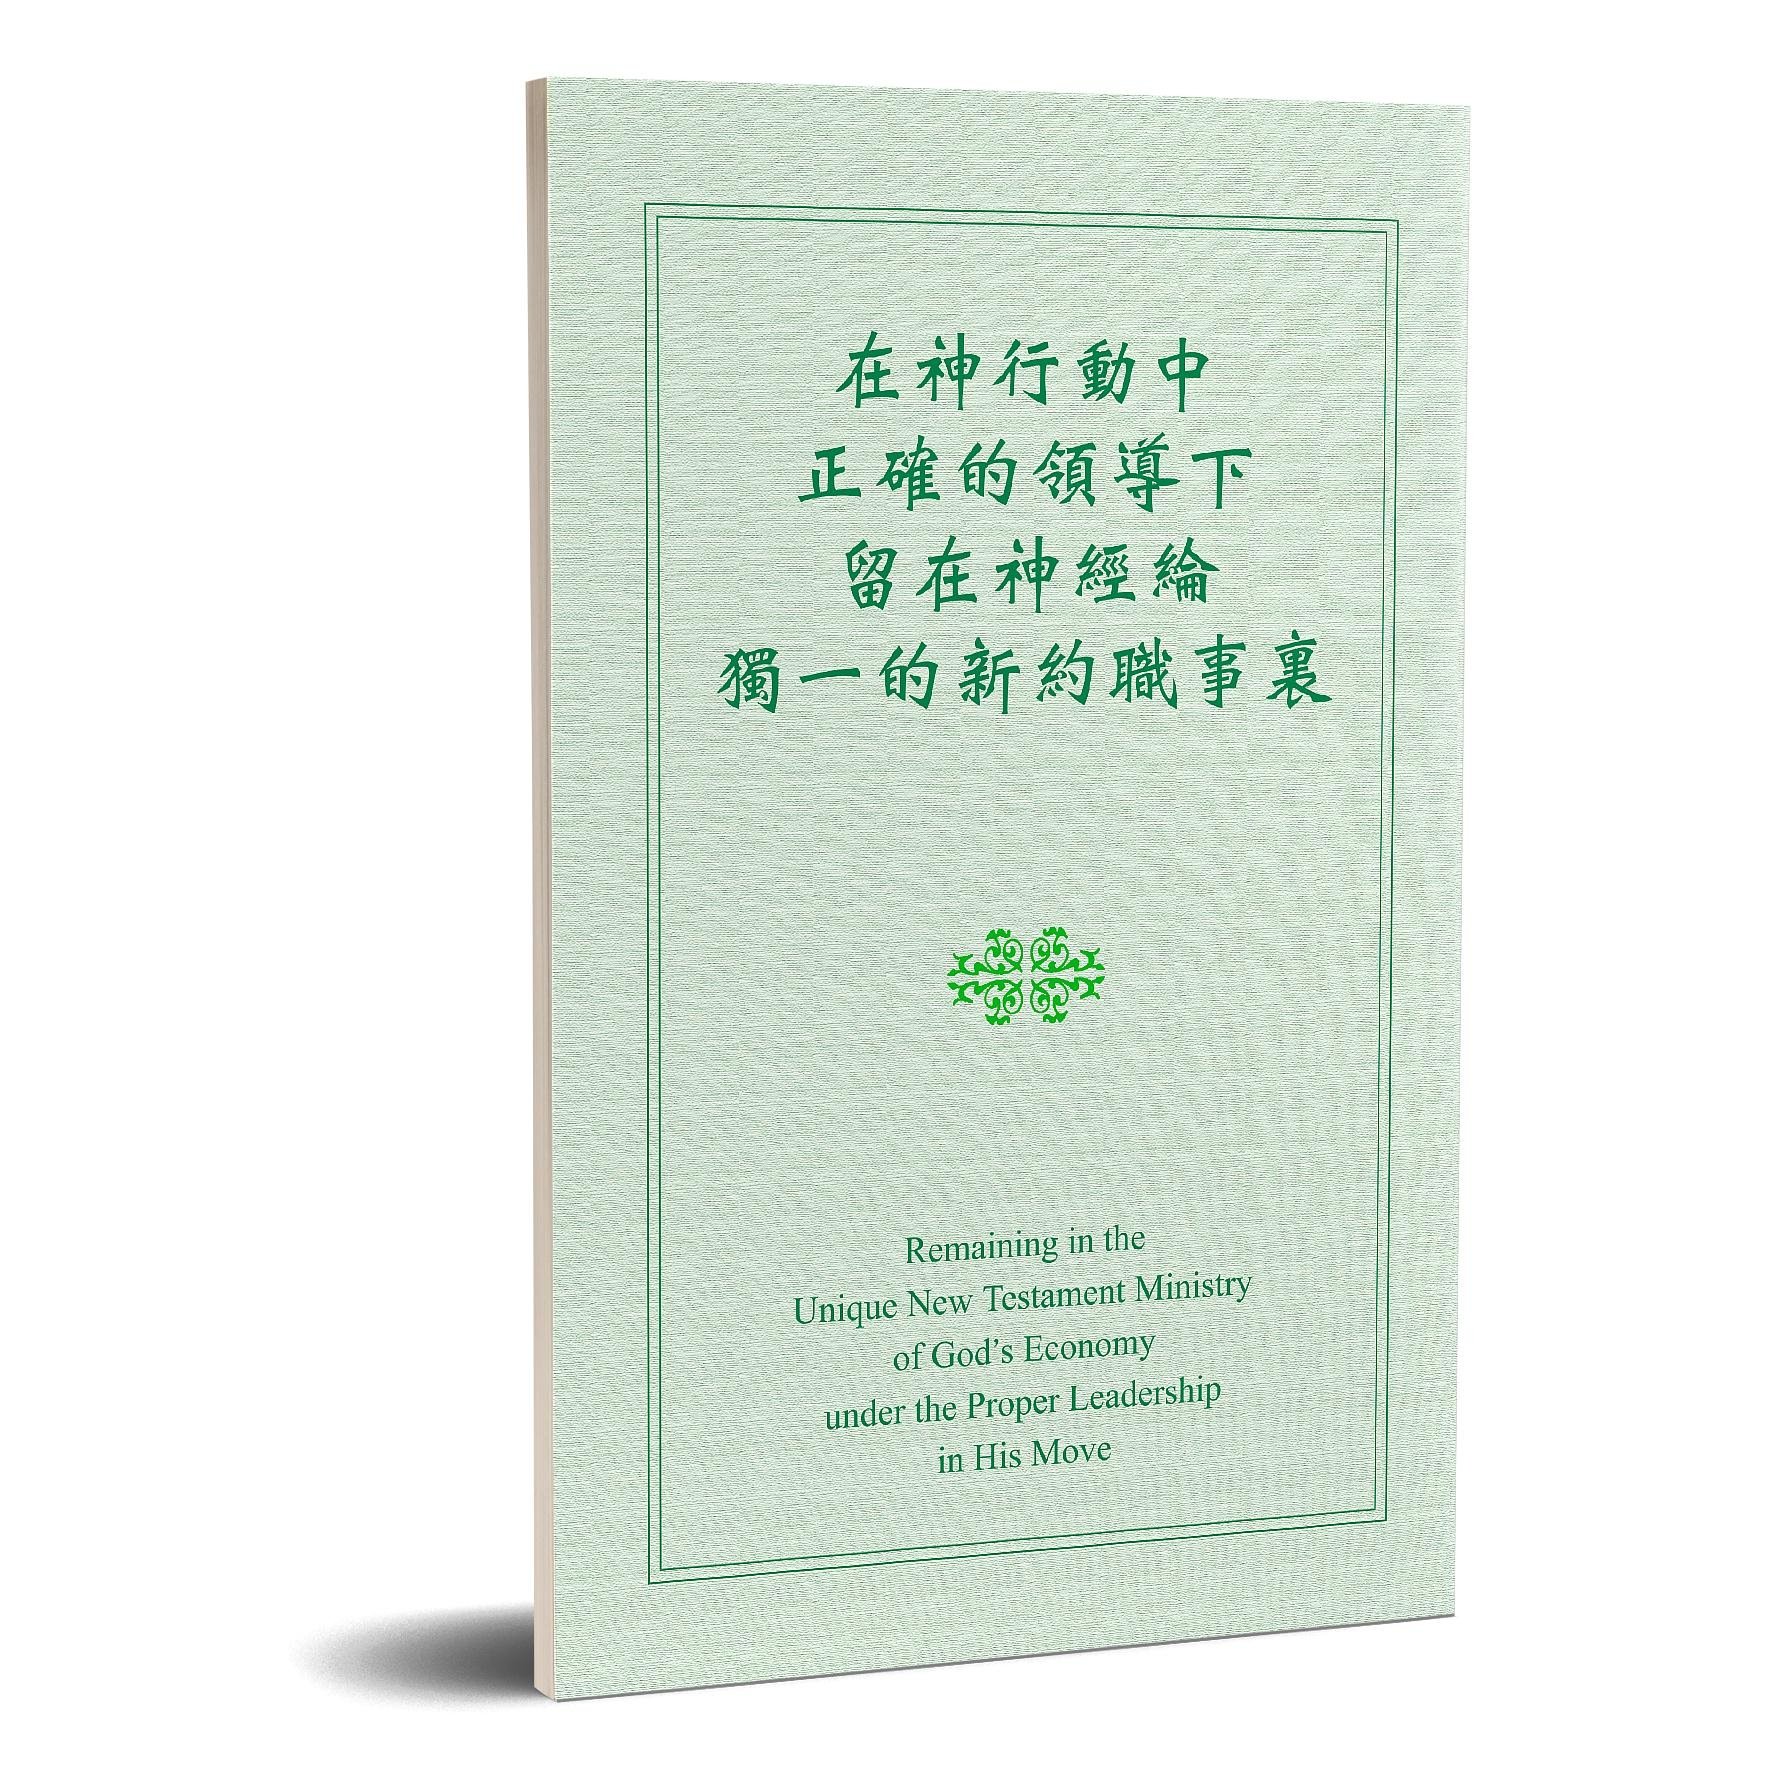 在神行動中
正確的領導下
留在神經綸
獨一的新約職事裏
Remaining in the
Unique New Testament Ministry
of God’s Economy
under the Proper Leadership
in His Move